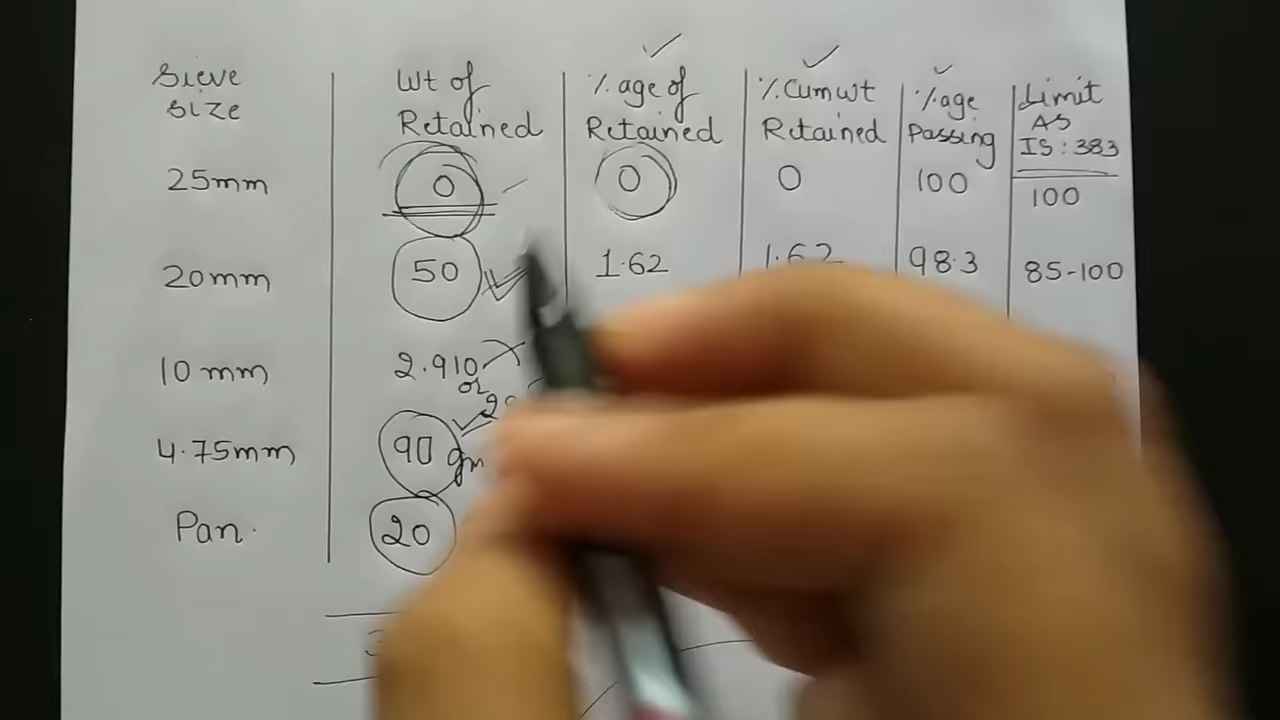 Sieve Size | Wt of Retained | %age of Retained | % Cum wt Retained | %age Passing | Limit AS IS : 383
25mm | 0 | 0 | 0 | 100 | 100
20mm | 50 | 1.62 | 1.62 | 98.3 | 85-100
10 mm | 2.910
or
4.75mm | 90 gm
Pan. | 20